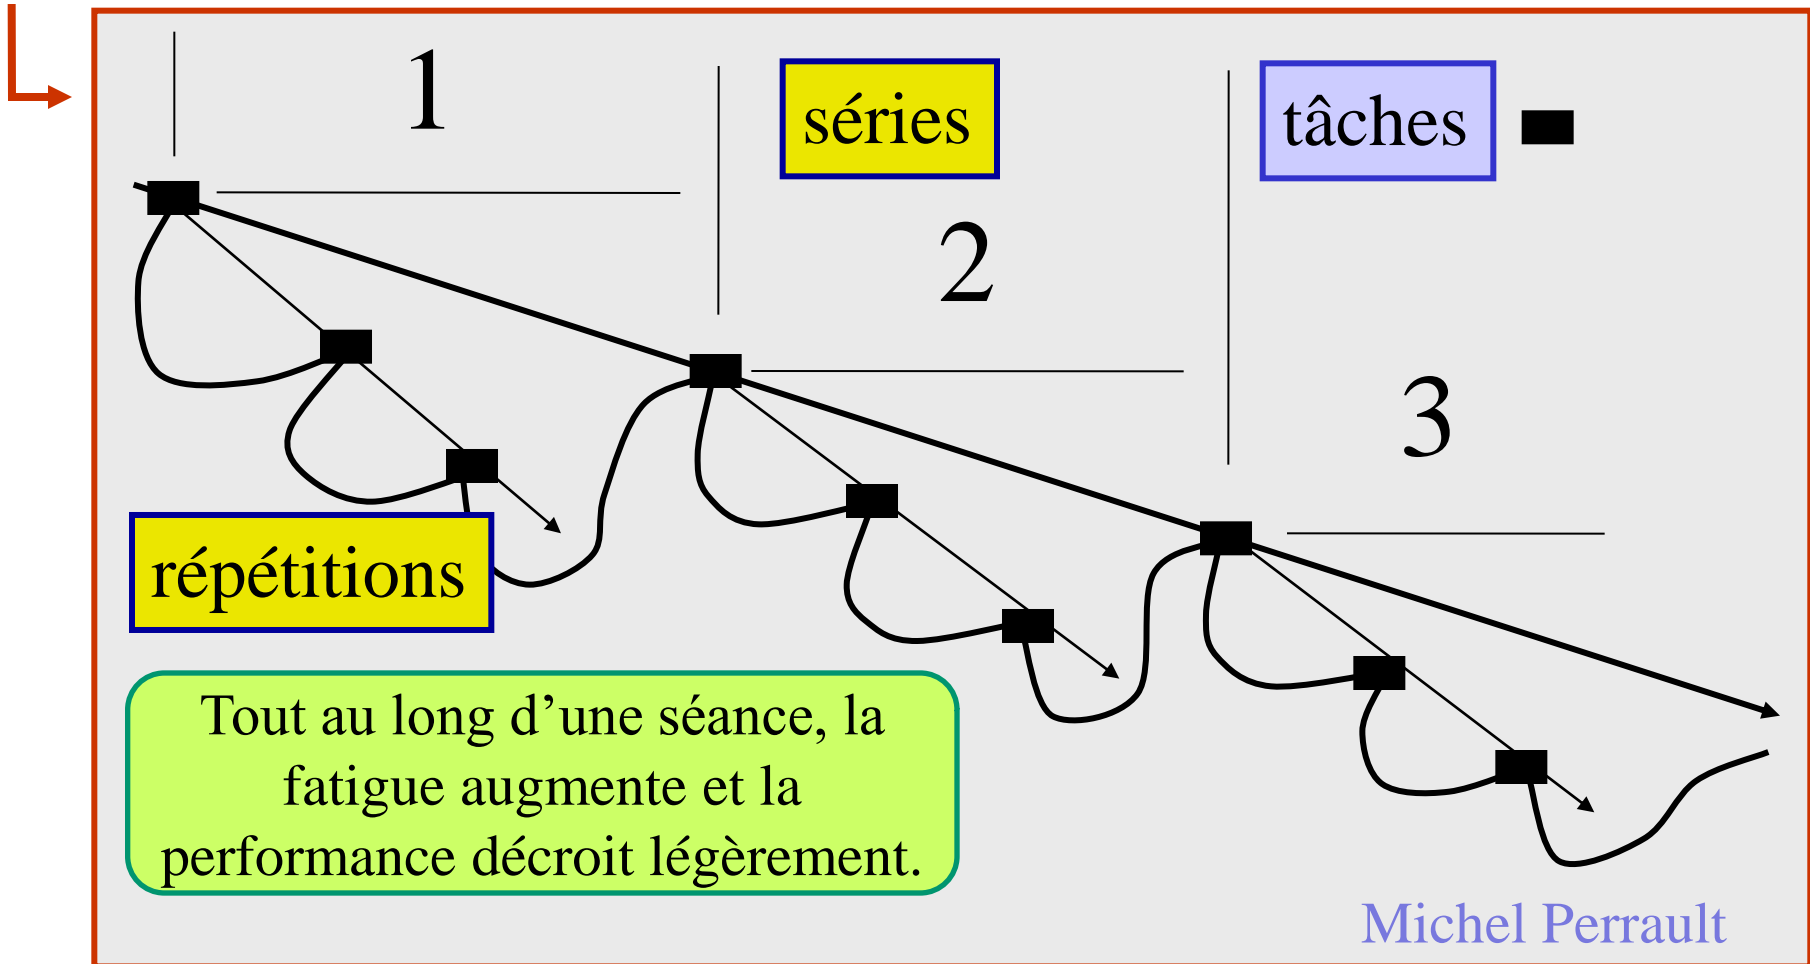 1
séries
tâches
2
3
répétitions
Tout au long d’une séance, la
fatigue augmente et la
performance décroit légèrement.
Michel Perrault